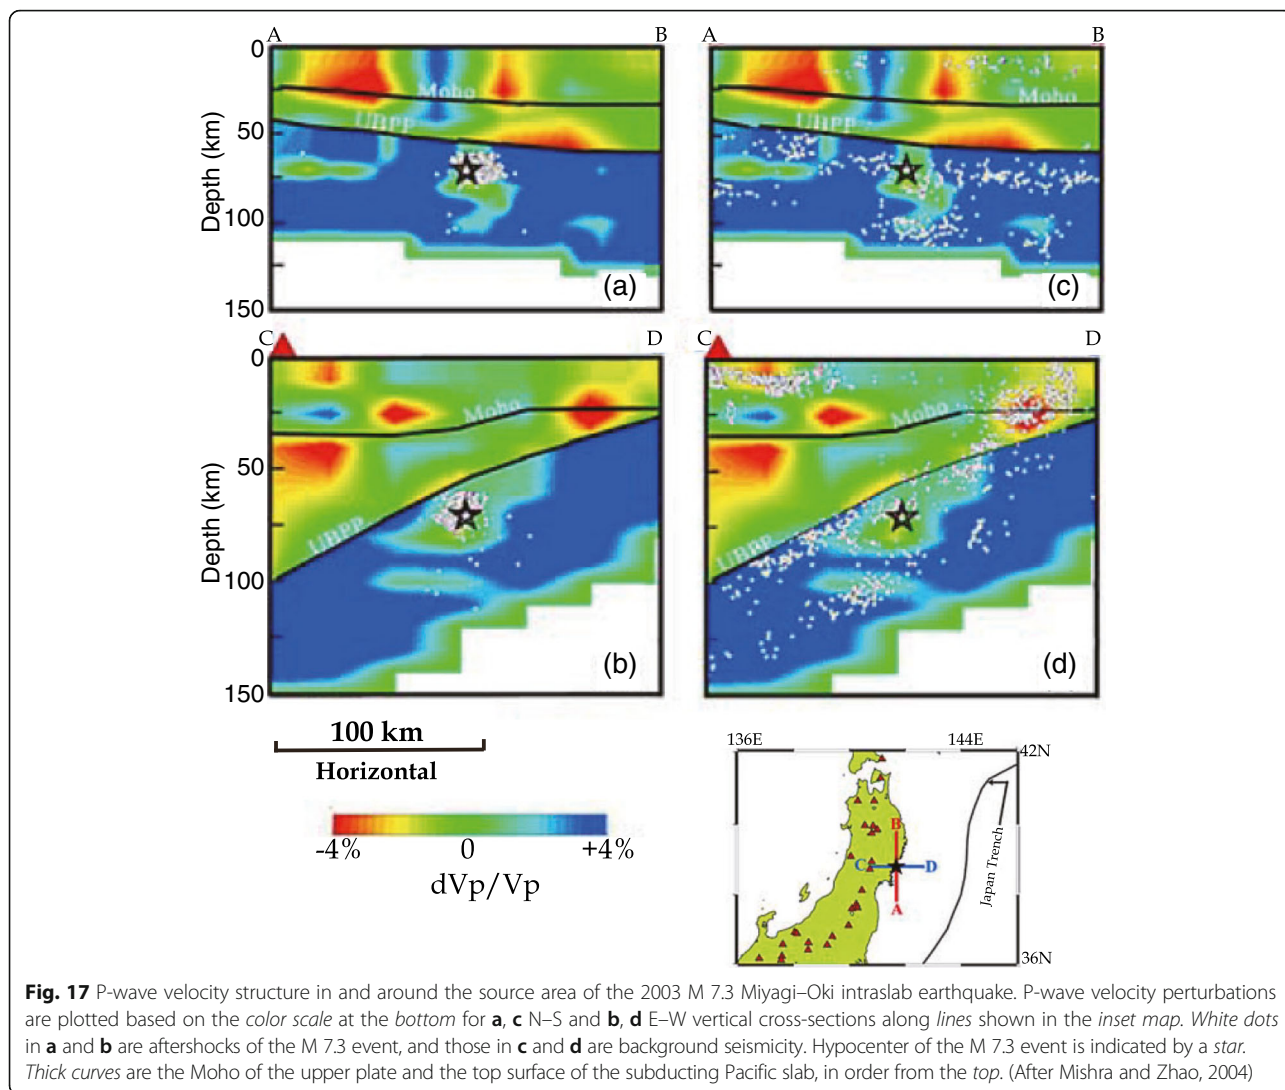 A B
A B
0
50
100
150
Depth (km)
Moho
UBPP
(a)
Moho
UBPP
(c)
C D
C D
0
50
100
150
Depth (km)
Moho
UBPP
(b)
Moho
UBPP
(d)
100 km
Horizontal
-4% 0 +4%
dVp/Vp
136E 144E
42N
36N
B
C D
A
Japan Trench
Fig. 17 P-wave velocity structure in and around the source area of the 2003 M 7.3 Miyagi–Oki intraslab earthquake. P-wave velocity perturbations
are plotted based on the color scale at the bottom for a, c N–S and b, d E–W vertical cross-sections along lines shown in the inset map. White dots
in a and b are aftershocks of the M 7.3 event, and those in c and d are background seismicity. Hypocenter of the M 7.3 event is indicated by a star.
Thick curves are the Moho of the upper plate and the top surface of the subducting Pacific slab, in order from the top. (After Mishra and Zhao, 2004)